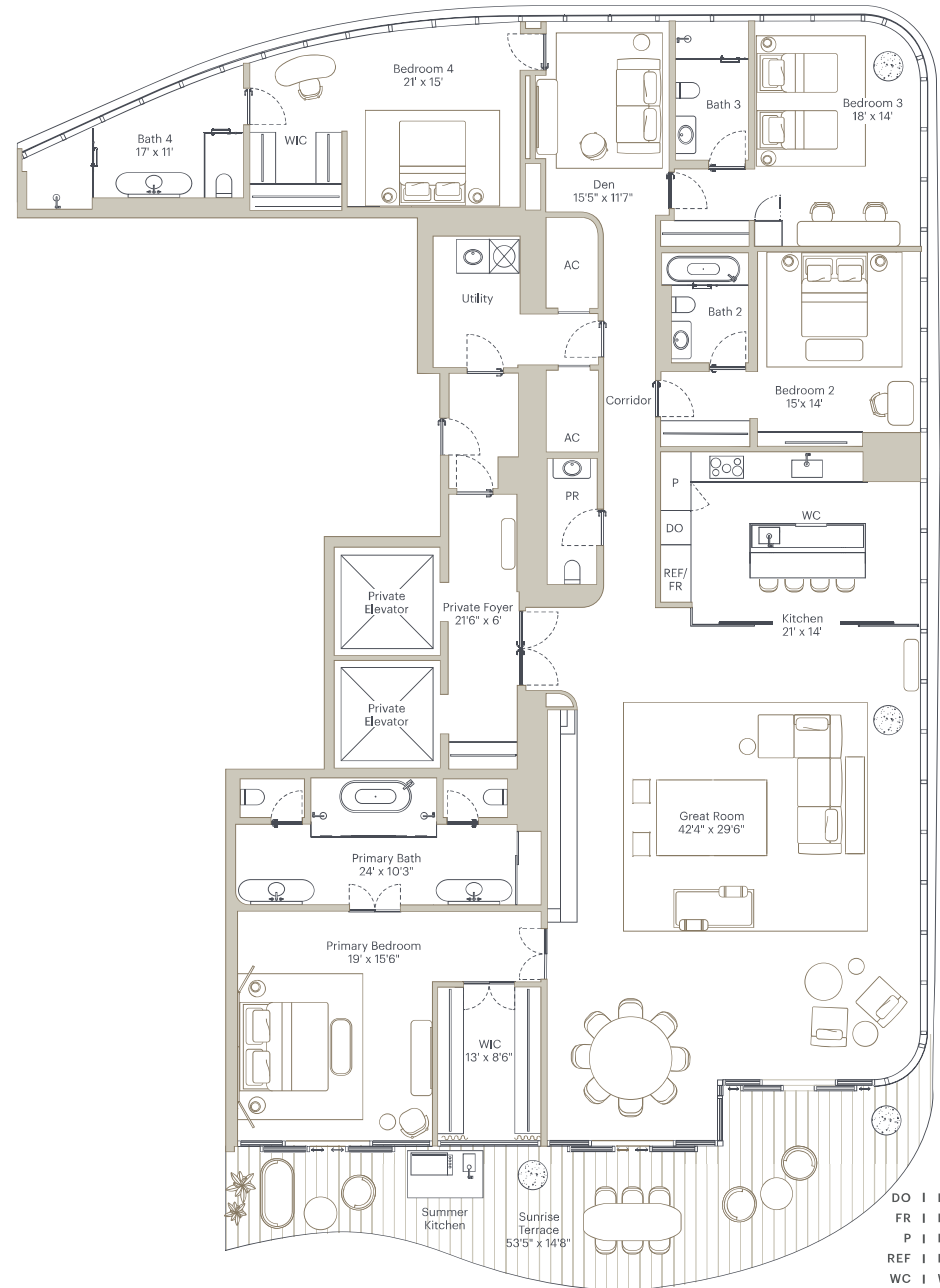 Bedroom 4
21' x 15'
Bath 4
17' x 11'
WIC
Den
15'5" x 11'7"
Bath 3
Bedroom 3
18' x 14'
AC
Utility
Bath 2
Bedroom 2
15'x 14'
Corridor
AC
PR
P
DO
REF/
FR
WC
Kitchen
21' x 14'
Private
Elevator
Private Foyer
21'6" x 6'
Private
Elevator
Great Room
42'4" x 29'6"
Primary Bath
24' x 10'3"
Primary Bedroom
19' x 15'6"
WIC
13' x 8'6"
Summer
Kitchen
Sunrise
Terrace
53'5" x 14'8"
DO |
FR |
P |
REF |
WC |